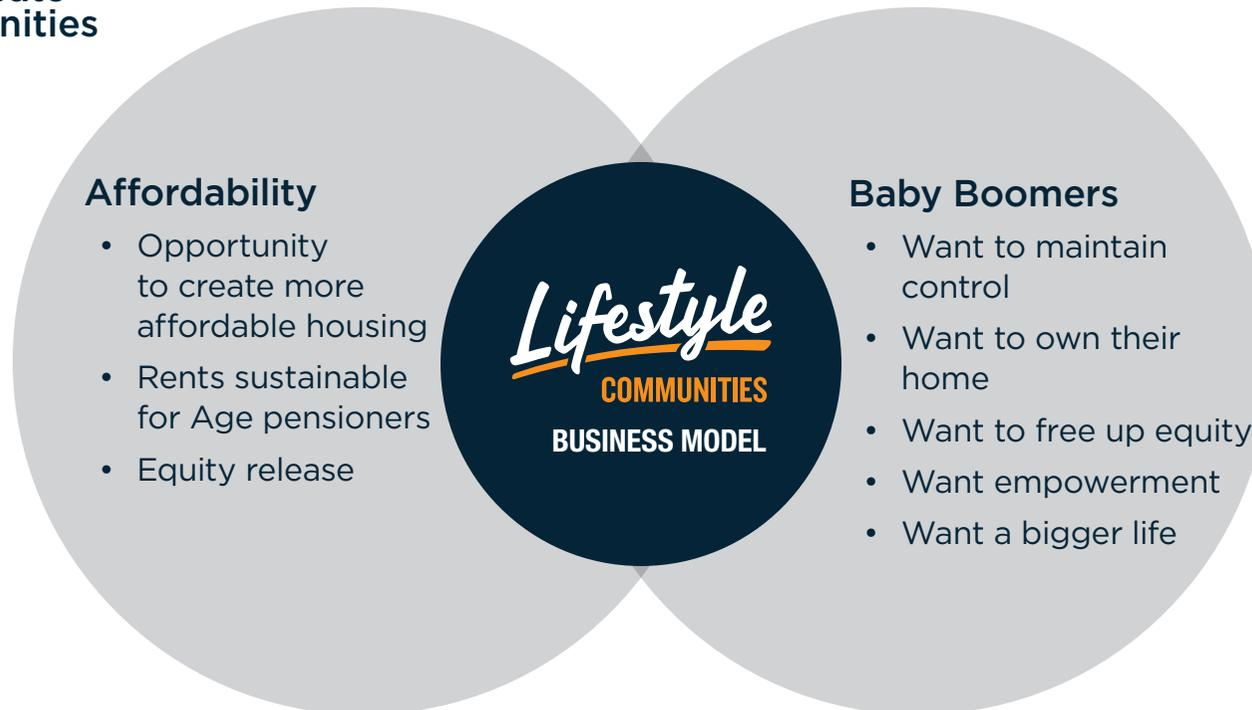 nities
Affordability
• Opportunity
to create more
affordable housing
• Rents sustainable
for Age pensioners
• Equity release
Lifestyle
COMMUNITIES
BUSINESS MODEL
Baby Boomers
• Want to maintain
control
• Want to own their
home
• Want to free up equity
• Want empowerment
• Want a bigger life